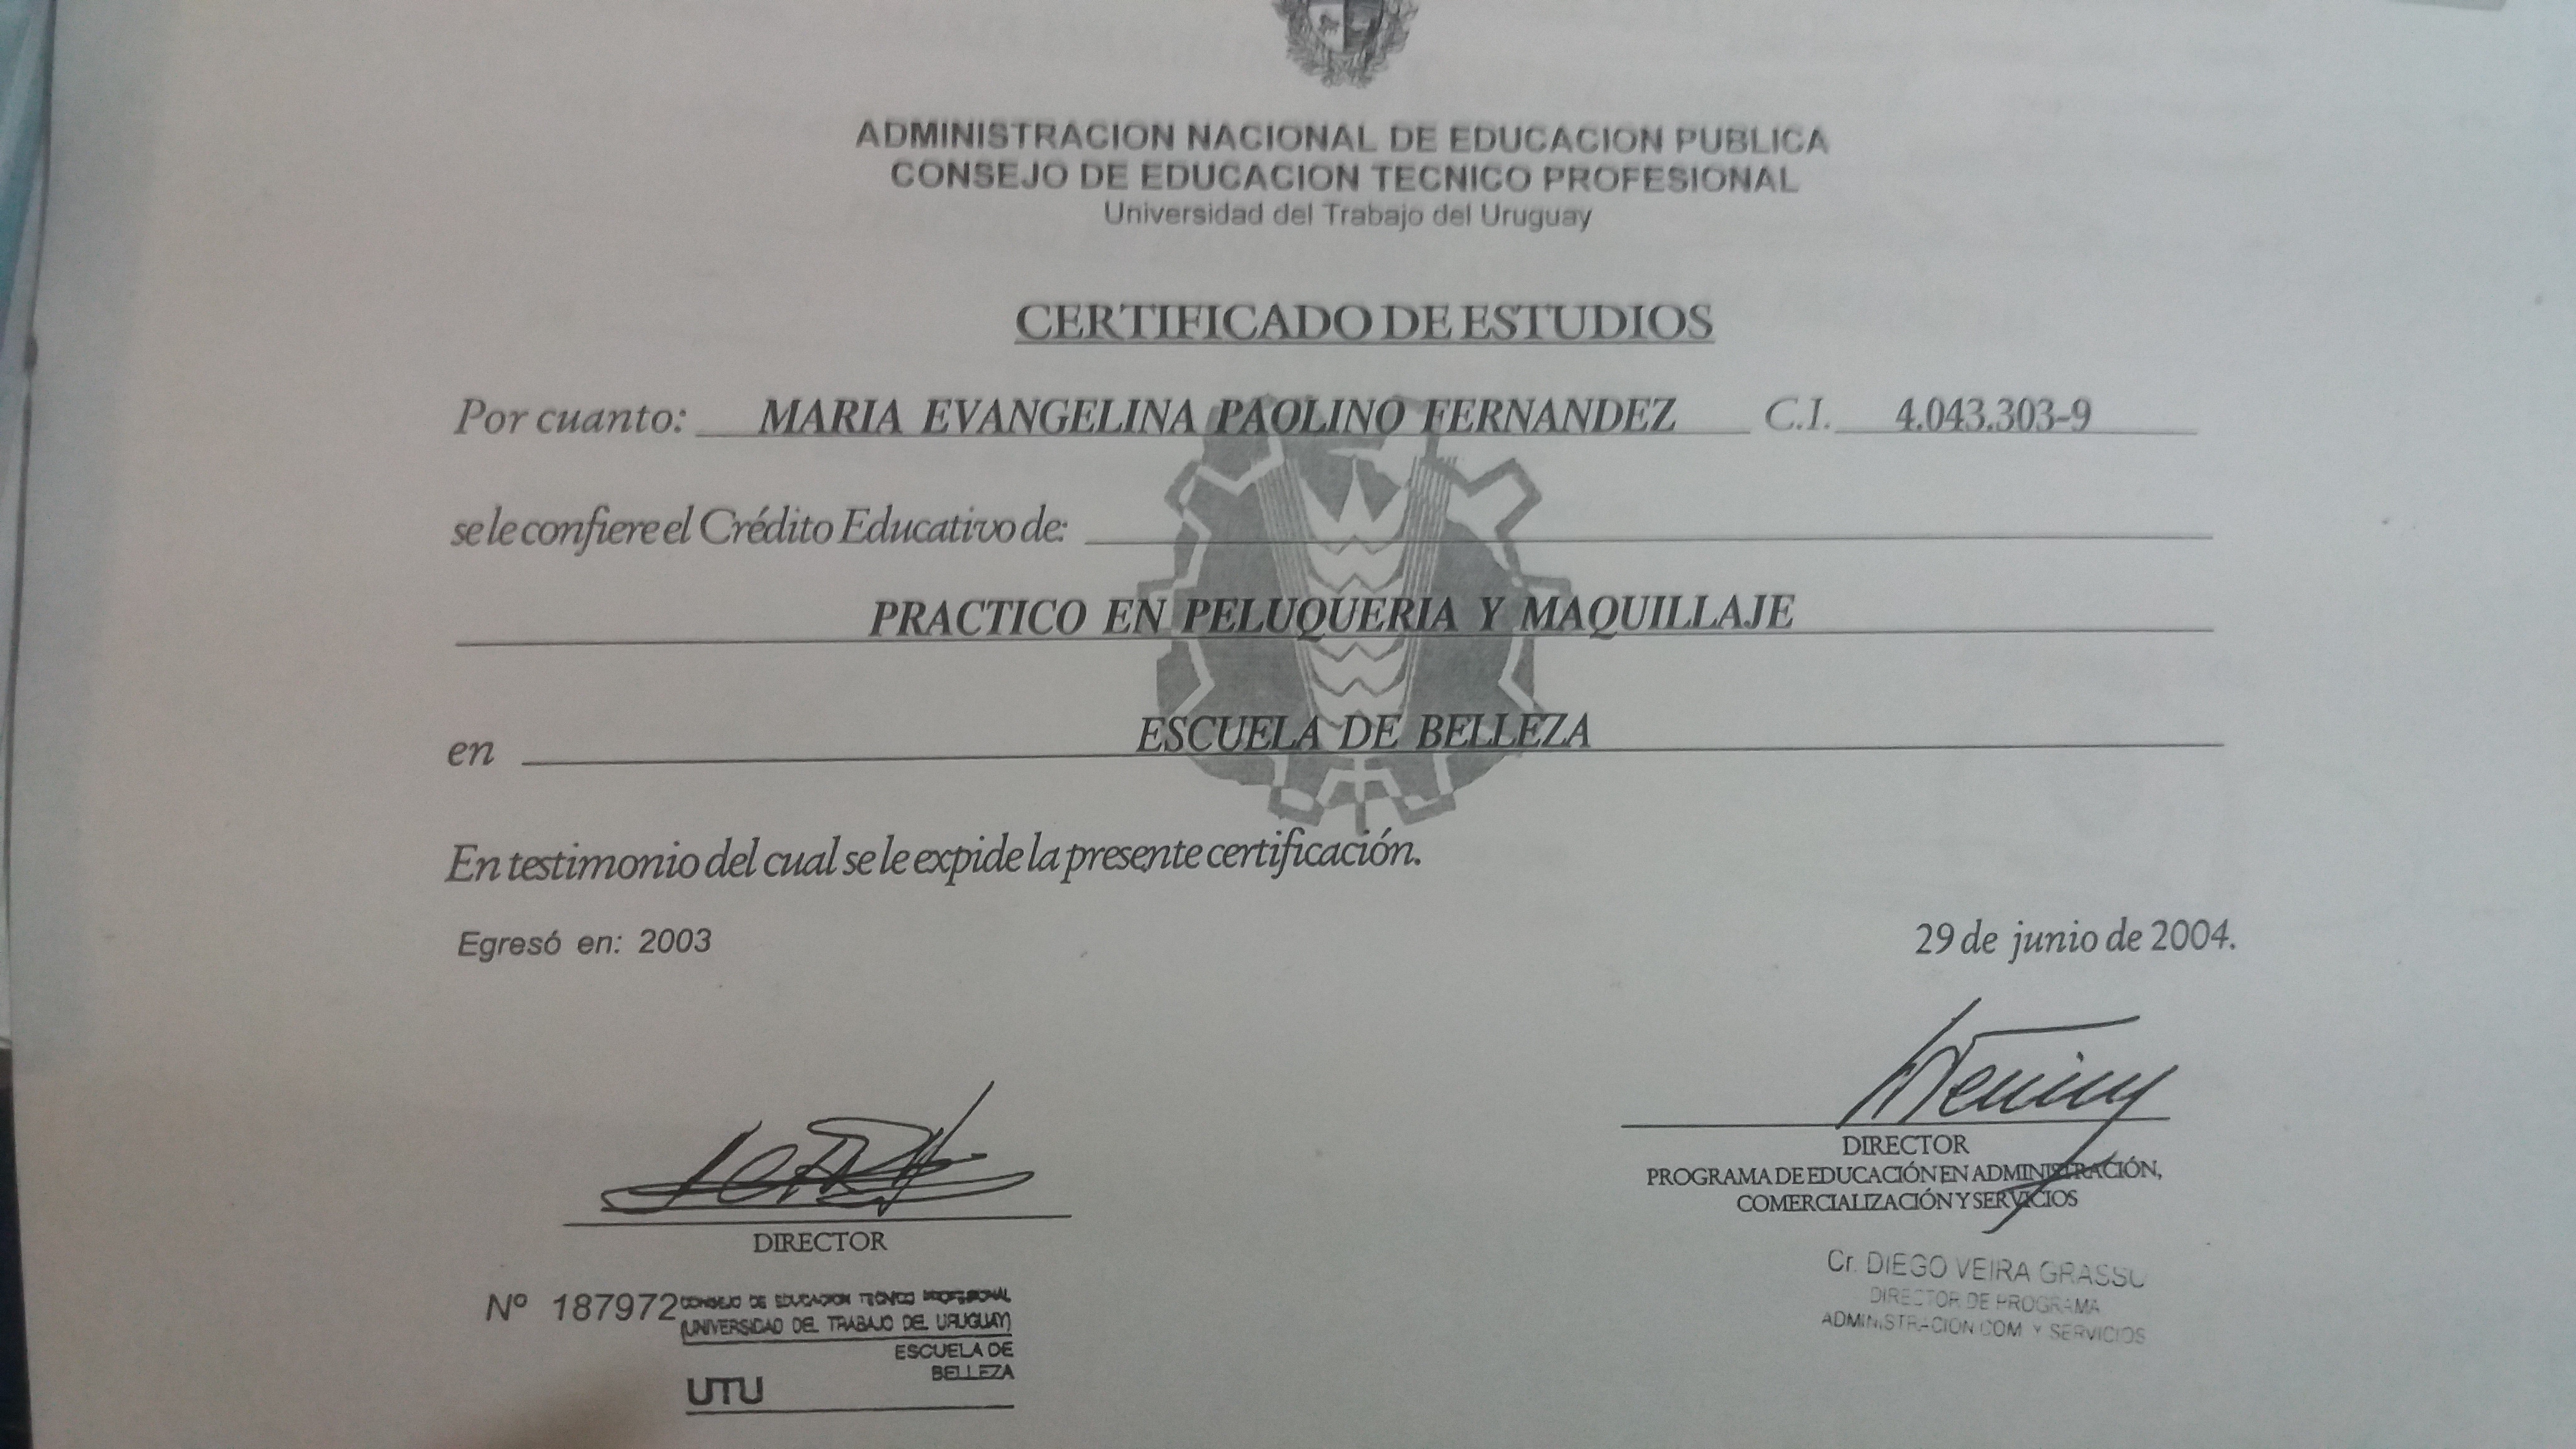 ADMINISTRACION NACIONAL DE EDUCACION PUBLICA
CONSEJO DE EDUCACION TECNICO PROFESIONAL
Universidad del Trabajo del Uruguay
CERTIFICADO DE ESTUDIOS
Por cuanto: MARIA EVANGELINA PAOLINO FERNANDEZ C.I. 4.043.303-9
se le confiere el Crédito Educativo de:
PRACTICO EN PELUQUERIA Y MAQUILLAJE
en ESCUELA DE BELLEZA
En testimonio del cual se le expide la presente certificación.
Egresó en: 2003 29 de junio de 2004.
DIRECTOR
PROGRAMA DE EDUCACIÓN EN ADMINISTRACIÓN,
COMERCIALIZACIÓN Y SERVICIOS
Cr. DIEGO VEIRA GRASSO
DIRECTOR DE PROGRAMA
ADMINISTRACION COM. Y SERVICIOS
DIRECTOR
Nº 187972
CONSEJO DE EDUCACION TECNICO PROFESIONAL
(UNIVERSIDAD DEL TRABAJO DEL URUGUAY)
ESCUELA DE
BELLEZA
UTU